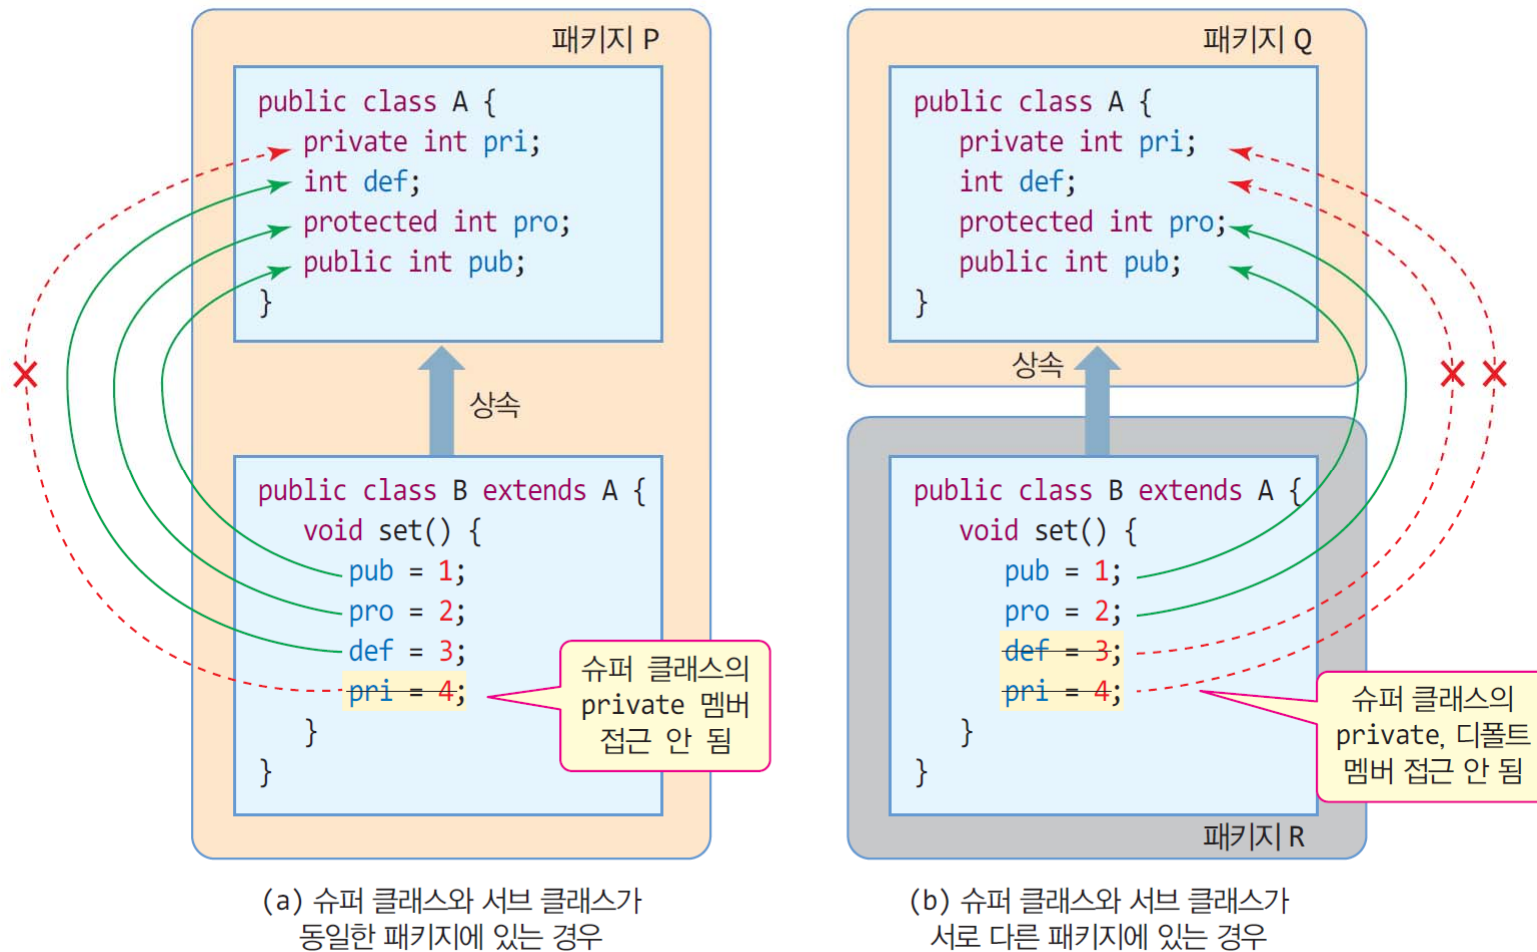 패키지 P
public class A {
private int pri;
int def;
protected int pro;
public int pub;
}
상속
public class B extends A {
void set() {
pub = 1;
pro = 2;
def = 3;
pri = 4;
}
}
슈퍼 클래스의
private 멤버
접근 안 됨
(a) 슈퍼 클래스와 서브 클래스가
동일한 패키지에 있는 경우
패키지 Q
public class A {
private int pri;
int def;
protected int pro;
public int pub;
}
상속
public class B extends A {
void set() {
pub = 1;
pro = 2;
def = 3;
pri = 4;
}
}
슈퍼 클래스의
private, 디폴트
멤버 접근 안 됨
패키지 R
(b) 슈퍼 클래스와 서브 클래스가
서로 다른 패키지에 있는 경우